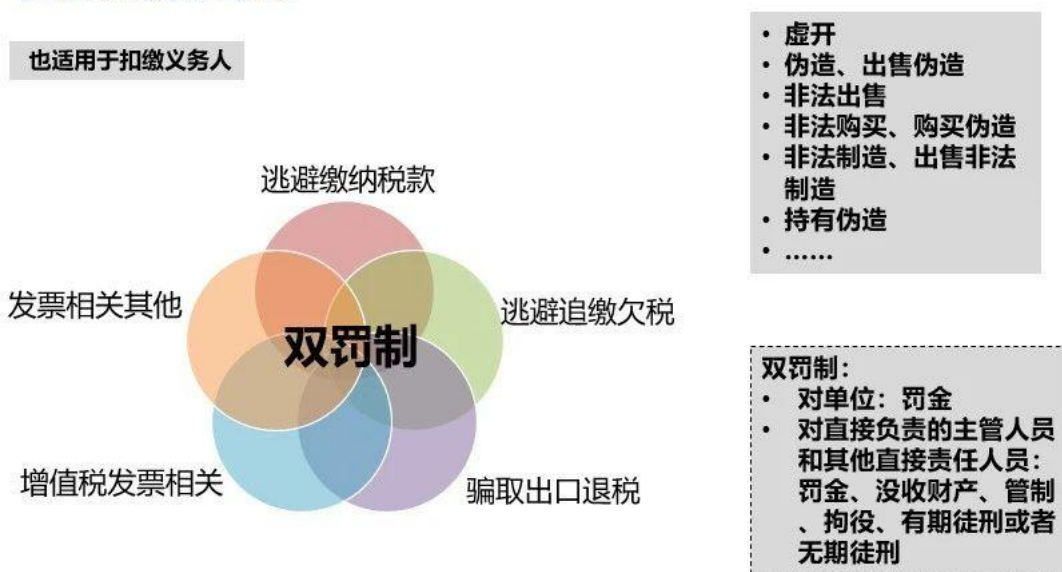 也适用于扣缴义务人
• 虚开
• 伪造、出售伪造
• 非法出售
• 非法购买、购买伪造
• 非法制造、出售非法
制造
• 持有伪造
• ......
逃避缴纳税款
发票相关其他
逃避追缴欠税
双罚制
增值税发票相关
骗取出口退税
双罚制：
• 对单位：罚金
• 对直接负责的主管人员
和其他直接责任人员：
罚金、没收财产、管制
、拘役、有期徒刑或者
无期徒刑